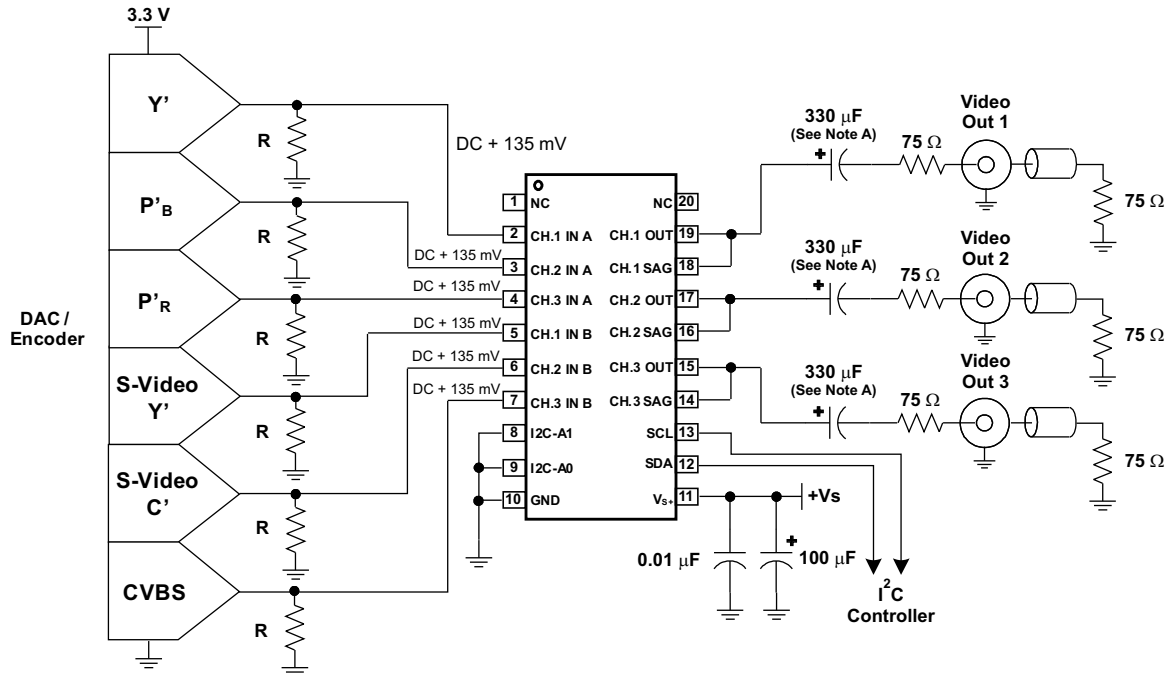 3.3 V
DAC /
Encoder
Y'
P'B
P'R
S-Video
Y'
S-Video
C'
CVBS
R
R
R
R
R
R
DC + 135 mV
DC + 135 mV
DC + 135 mV
DC + 135 mV
DC + 135 mV
DC + 135 mV
1 NC
2 CH.1 IN A
3 CH.2 IN A
4 CH.3 IN A
5 CH.1 IN B
6 CH.2 IN B
7 CH.3 IN B
8 I2C-A1
9 I2C-A0
10 GND
NC 20
CH.1 OUT 19
CH.1 SAG 18
CH.2 OUT 17
CH.2 SAG 16
CH.3 OUT 15
CH.3 SAG 14
SCL 13
SDA 12
VS+ 11
330 µF
(See Note A)
+
75 Ω
Video
Out 1
75 Ω
330 µF
(See Note A)
+
75 Ω
Video
Out 2
75 Ω
330 µF
(See Note A)
+
75 Ω
Video
Out 3
75 Ω
+Vs
0.01 µF
+
100 µF
I²C
Controller